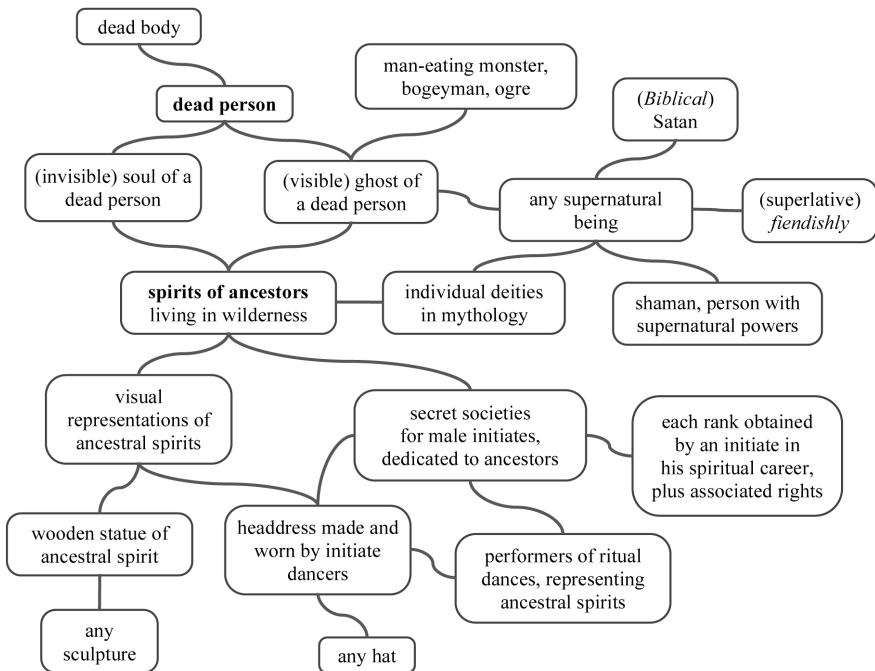 dead body
man-eating monster,
bogeyman, ogre
(Biblical)
Satan
dead person
(invisible) soul of a
dead person
(visible) ghost of
a dead person
any supernatural
being
(superlative)
fiendishly
spirits of ancestors
living in wilderness
individual deities
in mythology
shaman, person with
supernatural powers
visual
representations of
ancestral spirits
secret societies
for male initiates,
dedicated to ancestors
each rank obtained
by an initiate in
his spiritual career,
plus associated rights
wooden statue of
ancestral spirit
headdress made and
worn by initiate
dancers
performers of ritual
dances, representing
ancestral spirits
any
sculpture
any hat